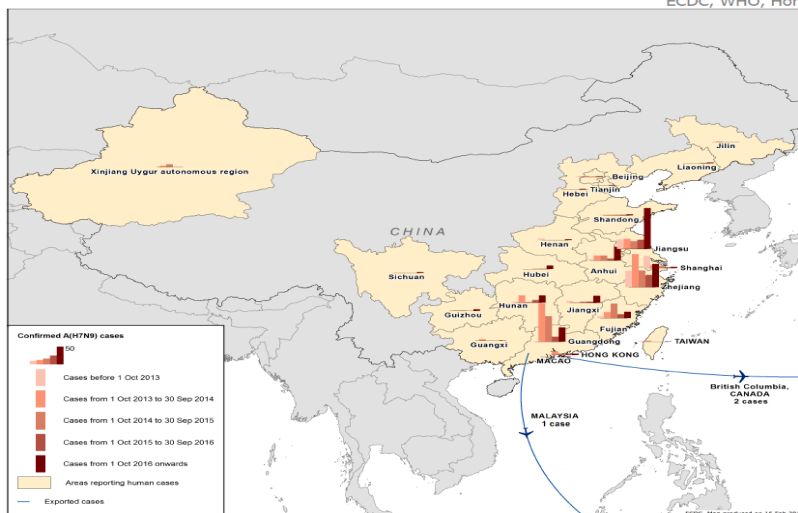 ECDC, WHO, Hon
Jilin
Xinjiang Uygur autonomous region
Liaoning
Beijing
Tianjin
Hebei
Shandong
CHINA
Henan
Jiangsu
Sichuan
Hubei
Anhui
Shanghai
Zhejiang
Hunan
Jiangxi
Guizhou
Fujian
Guangxi
Guangdong
TAIWAN
HONG KONG
MACAO
Confirmed A(H7N9) cases
50
Cases before 1 Oct 2013
Cases from 1 Oct 2013 to 30 Sep 2014
Cases from 1 Oct 2014 to 30 Sep 2015
Cases from 1 Oct 2015 to 30 Sep 2016
Cases from 1 Oct 2016 onwards
Areas reporting human cases
Exported cases
British Columbia,
CANADA
2 cases
MALAYSIA
1 case